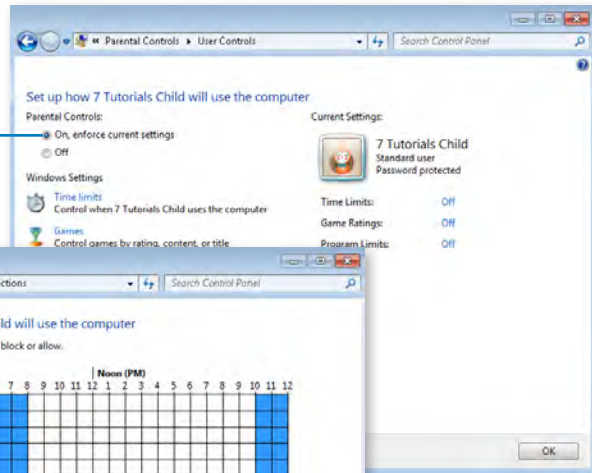 « Parental Controls ▸ User Controls
Search Control Panel
Set up how 7 Tutorials Child will use the computer
Parental Controls:
On, enforce current settings
Off
Windows Settings
Time limits
Control when 7 Tutorials Child uses the computer
Games
Control games by rating, content, or title
Current Settings:
7 Tutorials Child
Standard user
Password protected
Time Limits: Off
Game Ratings: Off
Program Limits: Off
OK
ctions
Search Control Panel
ld will use the computer
block or allow.
Noon (PM)
7 8 9 10 11 12 1 2 3 4 5 6 7 8 9 10 11 12